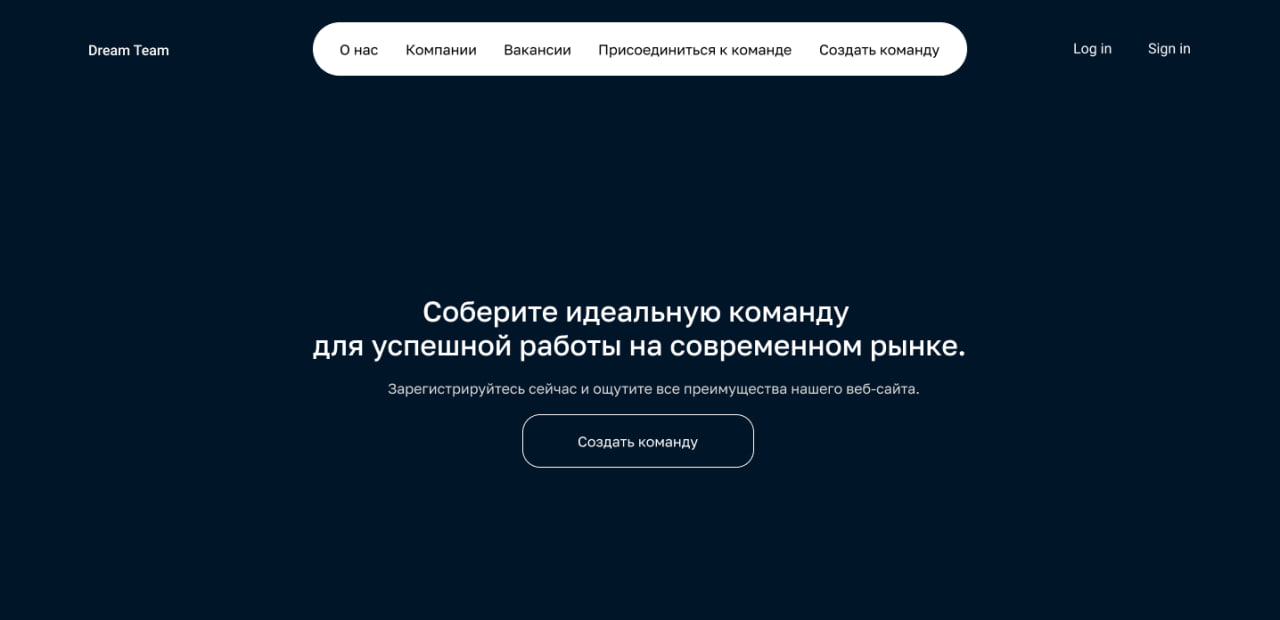 Dream Team
О нас Компании Вакансии Присоединиться к команде Создать команду
Log in Sign in
Соберите идеальную команду
для успешной работы на современном рынке.
Зарегистрируйтесь сейчас и ощутите все преимущества нашего веб-сайта.
Создать команду